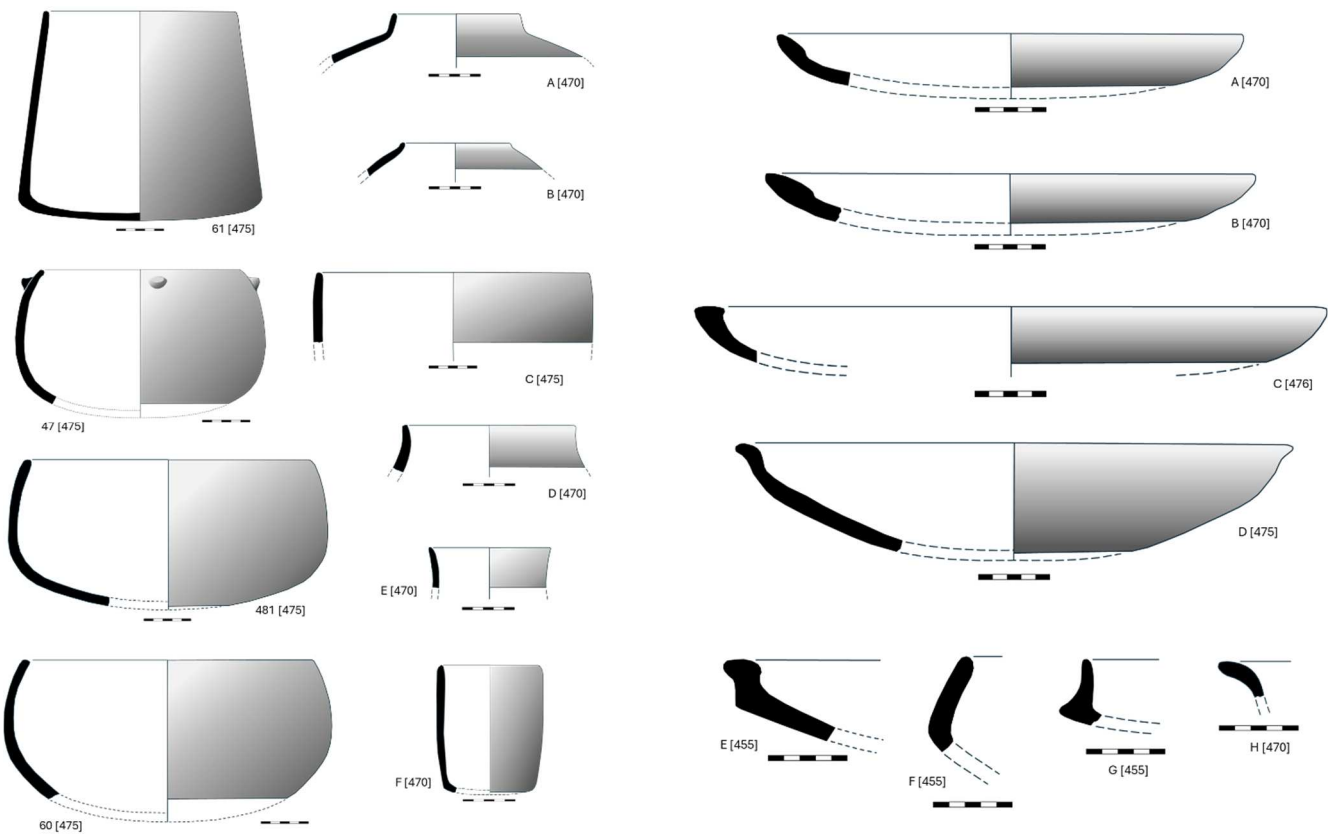 61 [475]
47 [475]
481 [475]
60 [475]
A [470]
B [470]
C [475]
D [470]
E [470]
F [470]
A [470]
B [470]
C [476]
D [475]
E [455]
F [455]
G [455]
H [470]